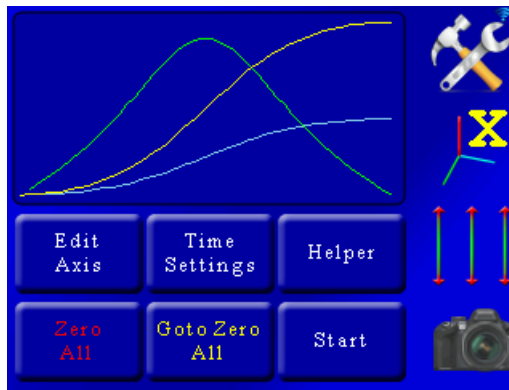 X
Edit
Axis
Time
Settings
Helper
Zero
All
Goto Zero
All
Start